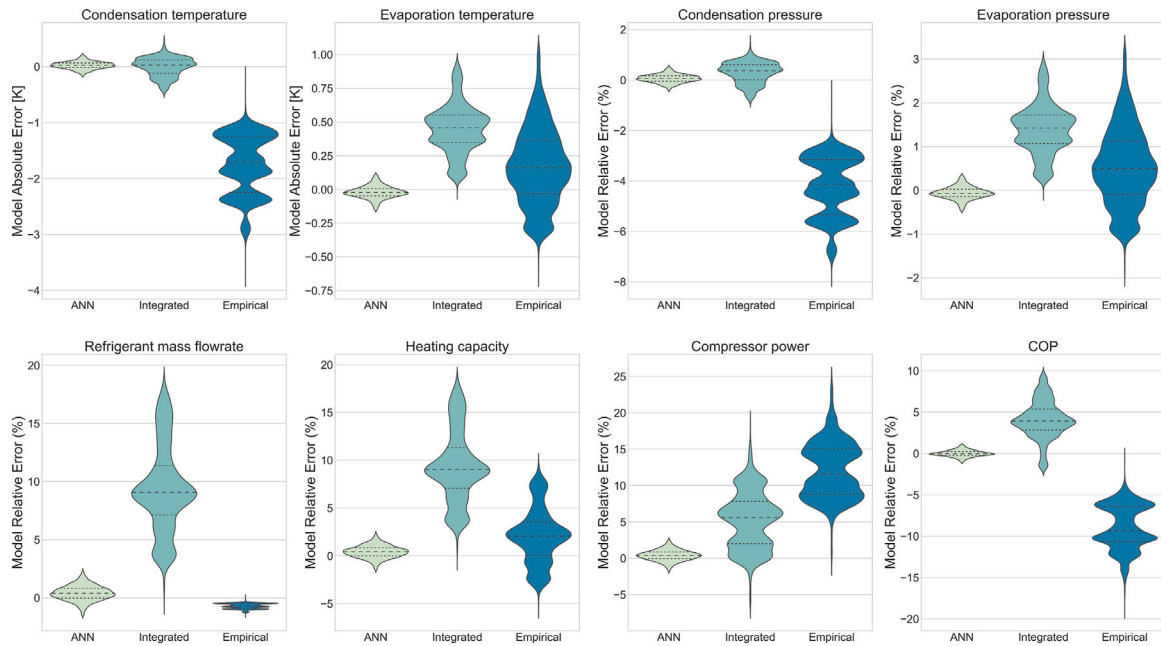 Condensation temperature
Model Absolute Error [K]
0
−1
−2
−3
−4
ANN
Integrated
Empirical
Evaporation temperature
Model Absolute Error [K]
1.00
0.75
0.50
0.25
0.00
−0.25
−0.50
−0.75
ANN
Integrated
Empirical
Condensation pressure
Model Relative Error (%)
2
0
−2
−4
−6
−8
ANN
Integrated
Empirical
Evaporation pressure
Model Relative Error (%)
3
2
1
0
−1
−2
ANN
Integrated
Empirical
Refrigerant mass flowrate
Model Relative Error (%)
20
15
10
5
0
ANN
Integrated
Empirical
Heating capacity
Model Relative Error (%)
20
15
10
5
0
−5
ANN
Integrated
Empirical
Compressor power
Model Relative Error (%)
25
20
15
10
5
0
−5
ANN
Integrated
Empirical
COP
Model Relative Error (%)
10
5
0
−5
−10
−15
−20
ANN
Integrated
Empirical